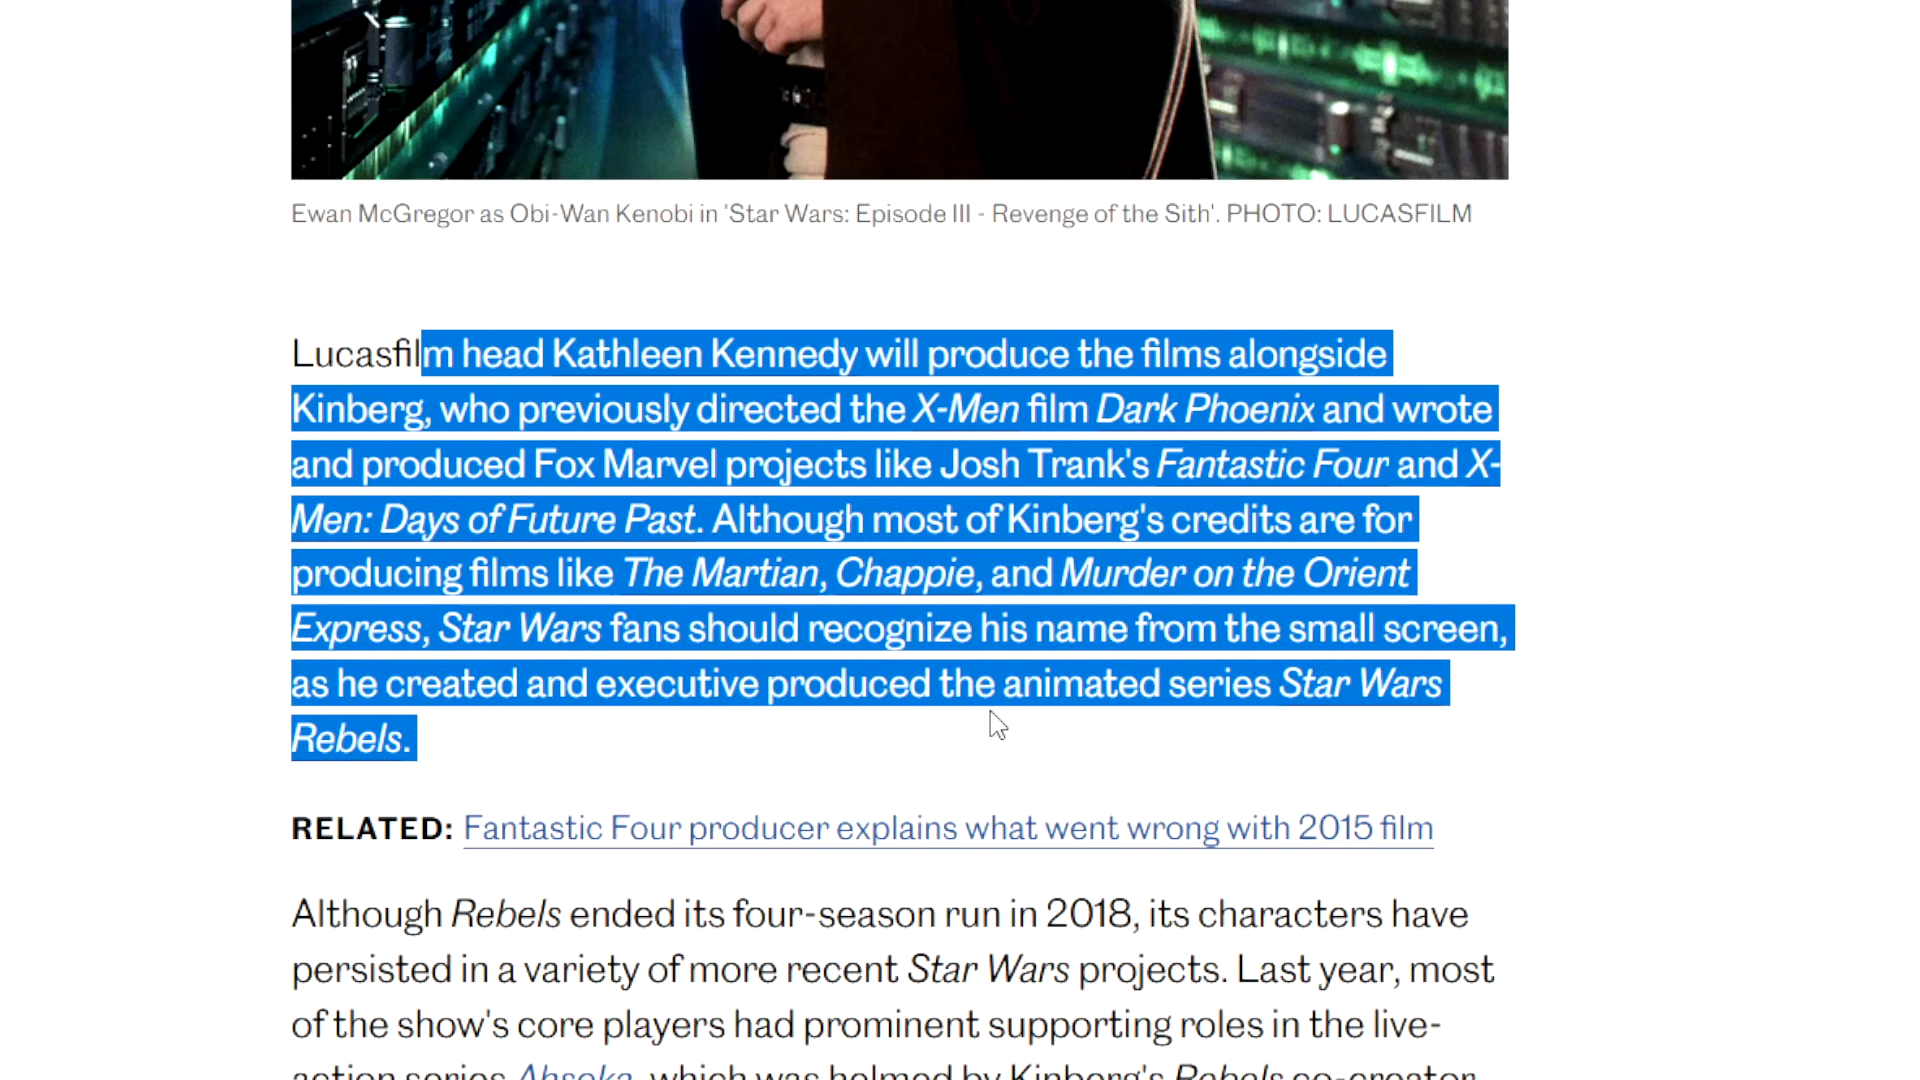 Ewan McGregor as Obi-Wan Kenobi in 'Star Wars: Episode III - Revenge of the Sith'. PHOTO: LUCASFILM
Lucasfilm head Kathleen Kennedy will produce the films alongside
Kinberg, who previously directed the X-Men film Dark Phoenix and wrote
and produced Fox Marvel projects like Josh Trank's Fantastic Four and X-
Men: Days of Future Past. Although most of Kinberg's credits are for
producing films like The Martian, Chappie, and Murder on the Orient
Express, Star Wars fans should recognize his name from the small screen,
as he created and executive produced the animated series Star Wars
Rebels.
RELATED: Fantastic Four producer explains what went wrong with 2015 film
Although Rebels ended its four-season run in 2018, its characters have
persisted in a variety of more recent Star Wars projects. Last year, most
of the show's core players had prominent supporting roles in the live-
action series Ahsoka, which was helmed by Kinberg's Rebels co-creator